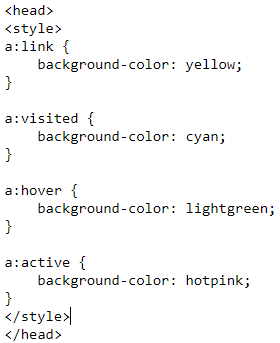 <head>
<style>
a:link {
    background-color: yellow;
}

a:visited {
    background-color: cyan;
}

a:hover {
    background-color: lightgreen;
}

a:active {
    background-color: hotpink;
}
</style>
</head>